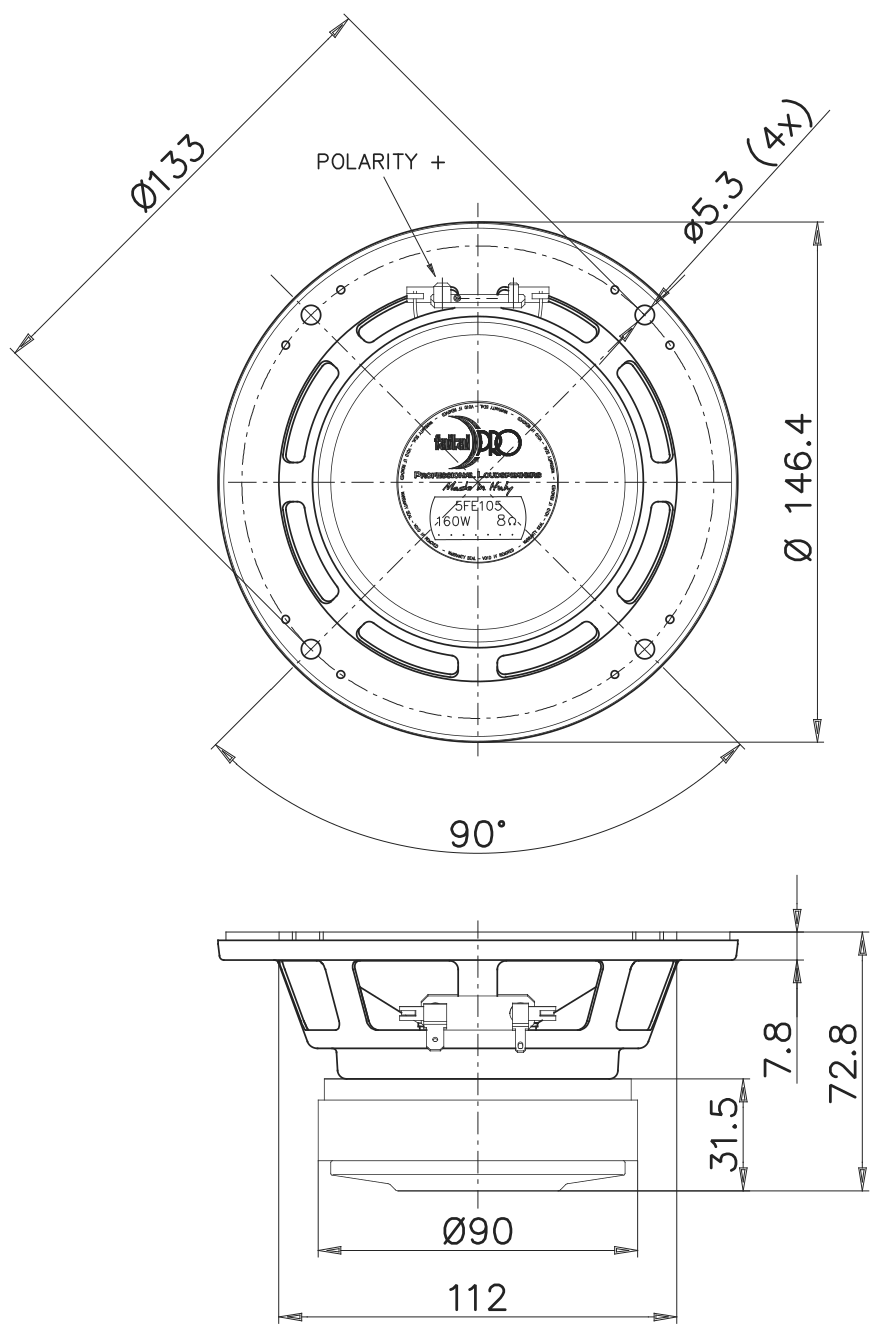 Ø133
POLARITY +
ø5.3 (4x)
Ø 146.4
faital PRO
PROFESSIONAL LOUDSPEAKERS
Made in Italy
5FE105
160W 8Ω
90°
7.8
72.8
31.5
Ø90
112